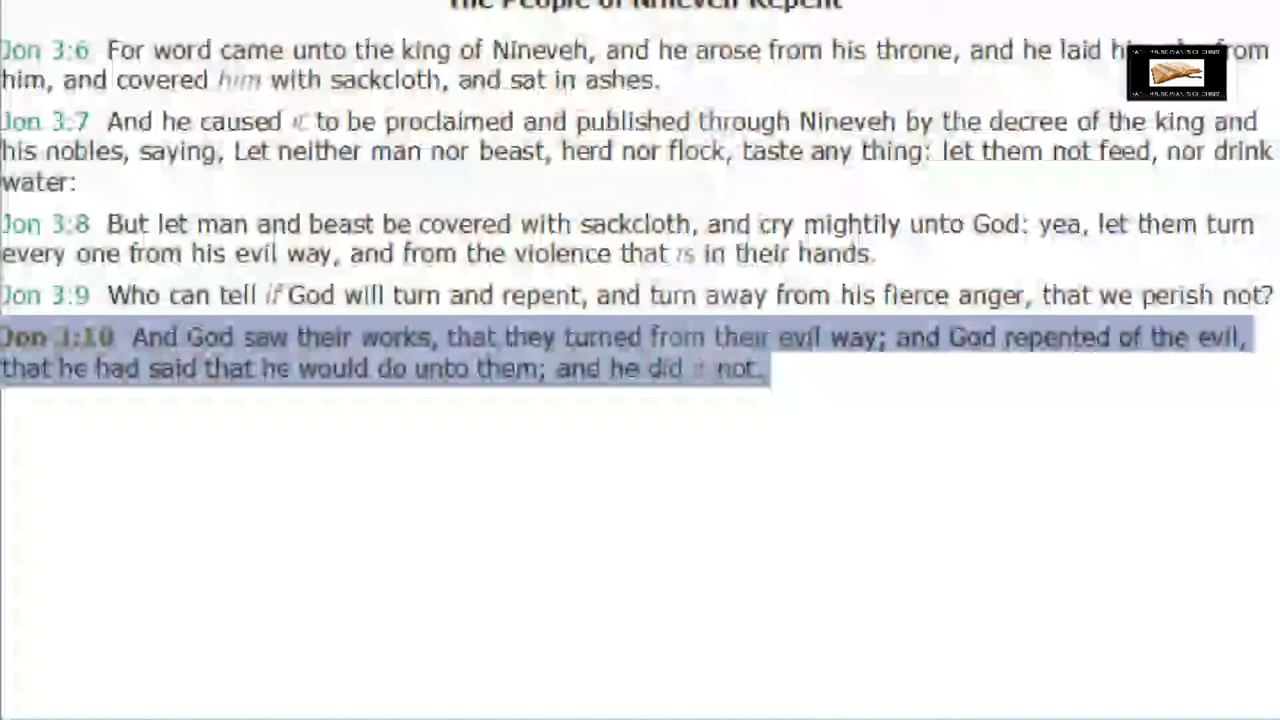 The People of Nineveh Repent
Jon 3:6 For word came unto the king of Nineveh, and he arose from his throne, and he laid from
him, and covered him with sackcloth, and sat in ashes.
Jon 3:7 And he caused it to be proclaimed and published through Nineveh by the decree of the king and
his nobles, saying, Let neither man nor beast, herd nor flock, taste any thing: let them not feed, nor drink
water:
Jon 3:8 But let man and beast be covered with sackcloth, and cry mightily unto God: yea, let them turn
every one from his evil way, and from the violence that is in their hands.
Jon 3:9 Who can tell if God will turn and repent, and turn away from his fierce anger, that we perish not?
Jon 3:10 And God saw their works, that they turned from their evil way; and God repented of the evil,
that he had said that he would do unto them; and he did it not.